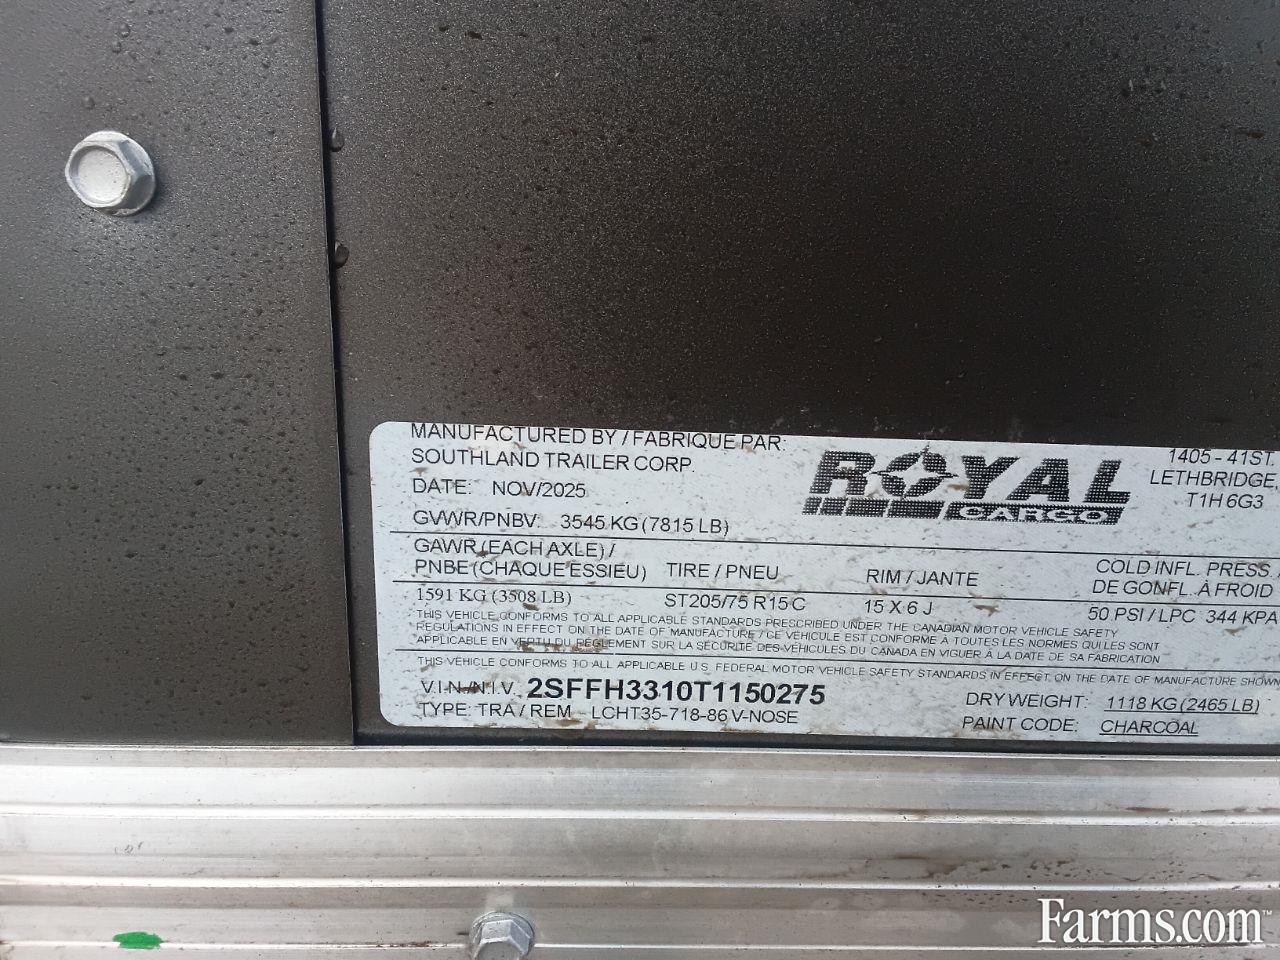 MANUFACTURED BY / FABRIQUE PAR:
SOUTHLAND TRAILER CORP.
DATE: NOV/2025
GVWR/PNBV: 3545 KG (7815 LB)
ROYAL
CARGO
1405 - 41ST.
LETHBRIDGE,
T1H 6G3
GAWR (EACH AXLE) /
PNBE (CHAQUE ESSIEU) TIRE / PNEU RIM / JANTE
COLD INFL. PRESS. /
DE GONFL. À FROID
1591 KG (3508 LB) ST205/75 R15 C 15 X 6 J 50 PSI / LPC 344 KPA
THIS VEHICLE CONFORMS TO ALL APPLICABLE STANDARDS PRESCRIBED UNDER THE CANADIAN MOTOR VEHICLE SAFETY
REGULATIONS IN EFFECT ON THE DATE OF MANUFACTURE / CE VÉHICULE EST CONFORME À TOUTES LES NORMES QUI LES SONT
APPLICABLE EN VERTU DU RÈGLEMENT SUR LA SÉCURITÉ DES VÉHICULES DU CANADA EN VIGUER À LA DATE DE SA FABRICATION
THIS VEHICLE CONFORMS TO ALL APPLICABLE U.S. FEDERAL MOTOR VEHICLE SAFETY STANDARDS IN EFFECT ON THE DATE OF MANUFACTURE SHOWN
V.I.N./N.I.V. 2SFFH3310T1150275
TYPE: TRA / REM LCHT35-718-86 V-NOSE
DRY WEIGHT: 1118 KG (2465 LB)
PAINT CODE: CHARCOAL
Farms.com™